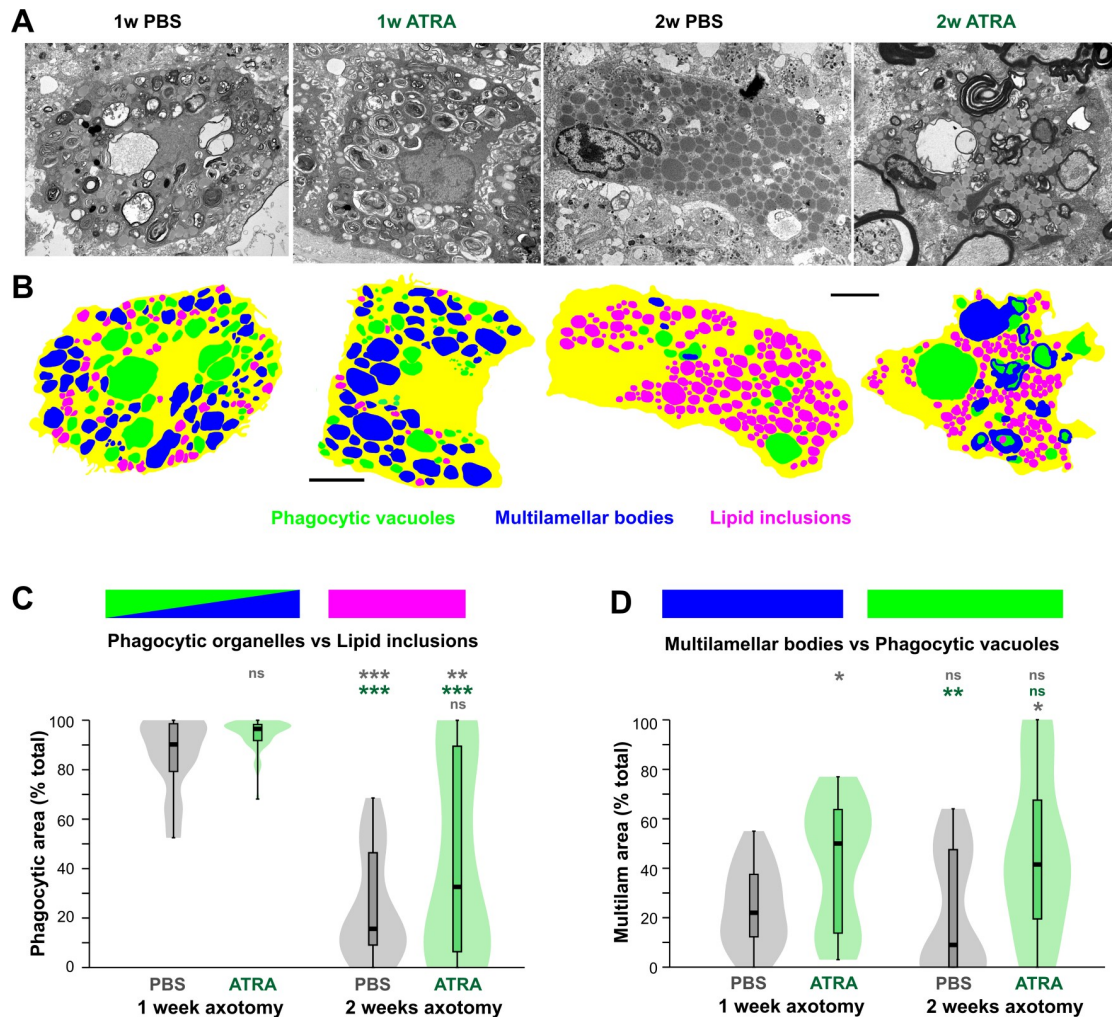 A
1w PBS 1w ATRA 2w PBS 2w ATRA
B
Phagocytic vacuoles Multilamellar bodies Lipid inclusions
C
Phagocytic organelles vs Lipid inclusions
ns *** **
*** ***
ns
Phagocytic area (% total)
100
80
60
40
20
0
PBS ATRA PBS ATRA
1 week axotomy 2 weeks axotomy
D
Multilamellar bodies vs Phagocytic vacuoles
* ns ns
** ns
*
Multilam area (% total)
100
80
60
40
20
0
PBS ATRA PBS ATRA
1 week axotomy 2 weeks axotomy